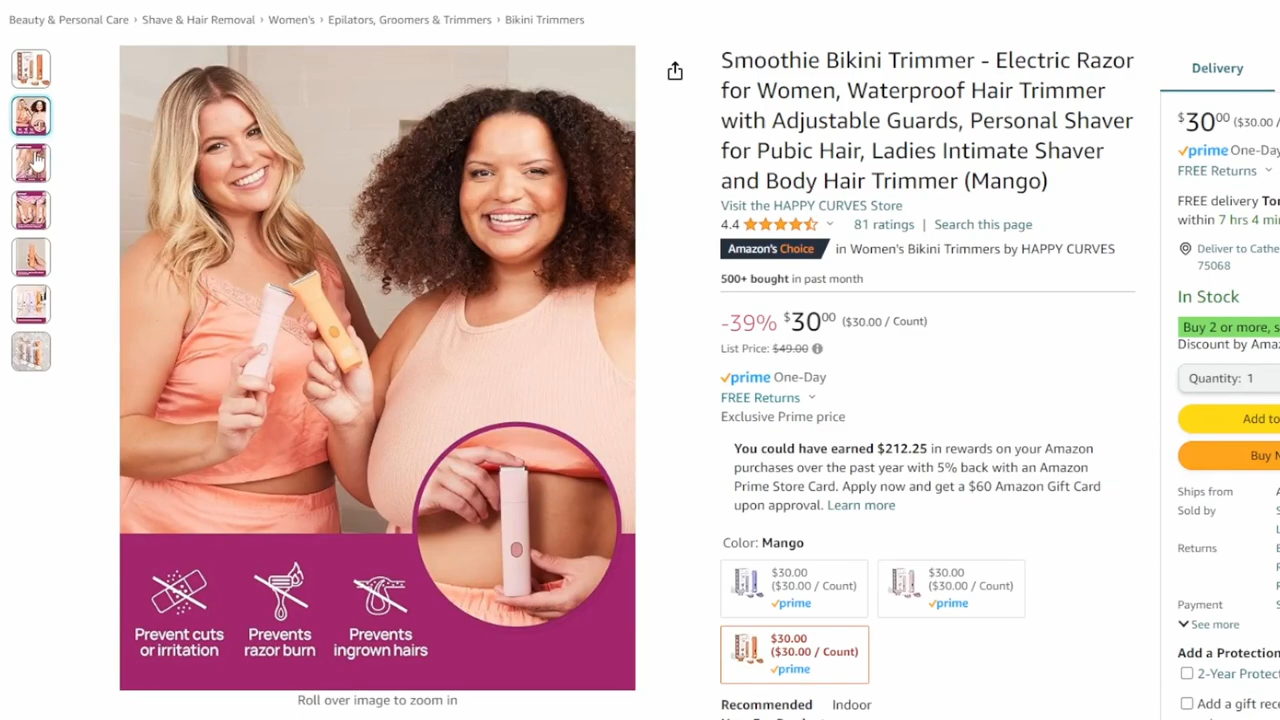 Beauty & Personal Care › Shave & Hair Removal › Women's › Epilators, Groomers & Trimmers › Bikini Trimmers
Smoothie Bikini Trimmer - Electric Razor
for Women, Waterproof Hair Trimmer
with Adjustable Guards, Personal Shaver
for Pubic Hair, Ladies Intimate Shaver
and Body Hair Trimmer (Mango)
Visit the HAPPY CURVES Store
4.4 81 ratings | Search this page
Amazon's Choice in Women's Bikini Trimmers by HAPPY CURVES
500+ bought in past month
-39% $30 00 ($30.00 / Count)
List Price: $49.00
prime One-Day
FREE Returns
Exclusive Prime price
You could have earned $212.25 in rewards on your Amazon
purchases over the past year with 5% back with an Amazon
Prime Store Card. Apply now and get a $60 Amazon Gift Card
upon approval. Learn more
Color: Mango
$30.00
($30.00 / Count)
prime
$30.00
($30.00 / Count)
prime
$30.00
($30.00 / Count)
prime
Recommended Indoor
Prevent cuts
or irritation
Prevents
razor burn
Prevents
ingrown hairs
Roll over image to zoom in
Delivery
$30 00 ($30.00 /
prime One-Day
FREE Returns
FREE delivery
within 7 hrs 4
Deliver to
75068
In Stock
Buy 2 or more,
Discount by
Quantity: 1
Add to
Buy
Ships from
Sold by
Returns
Payment
See more
Add a
2-Year
Add a gift